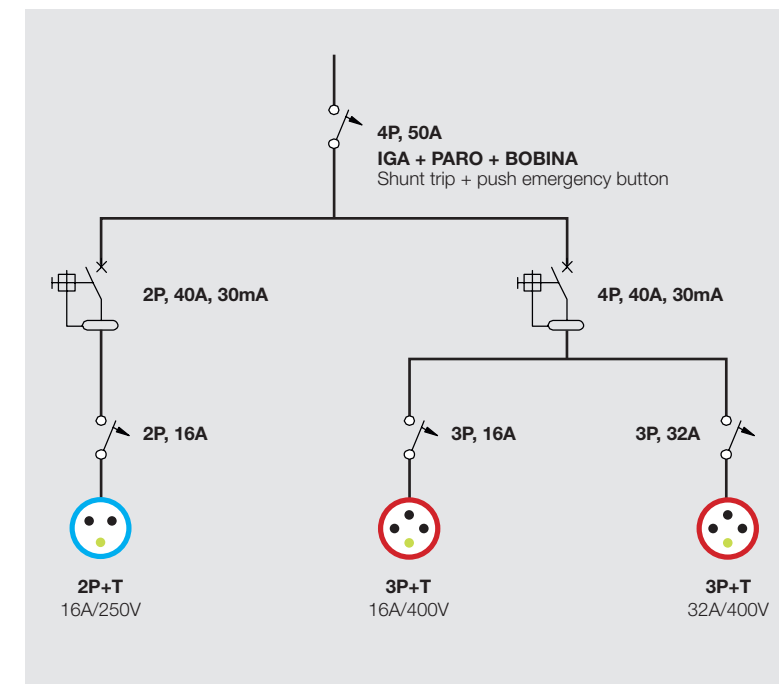 4P, 50A
IGA + PARO + BOBINA
Shunt trip + push emergency button
2P, 40A, 30mA
4P, 40A, 30mA
2P, 16A
3P, 16A
3P, 32A
2P+T
16A/250V
3P+T
16A/400V
3P+T
32A/400V